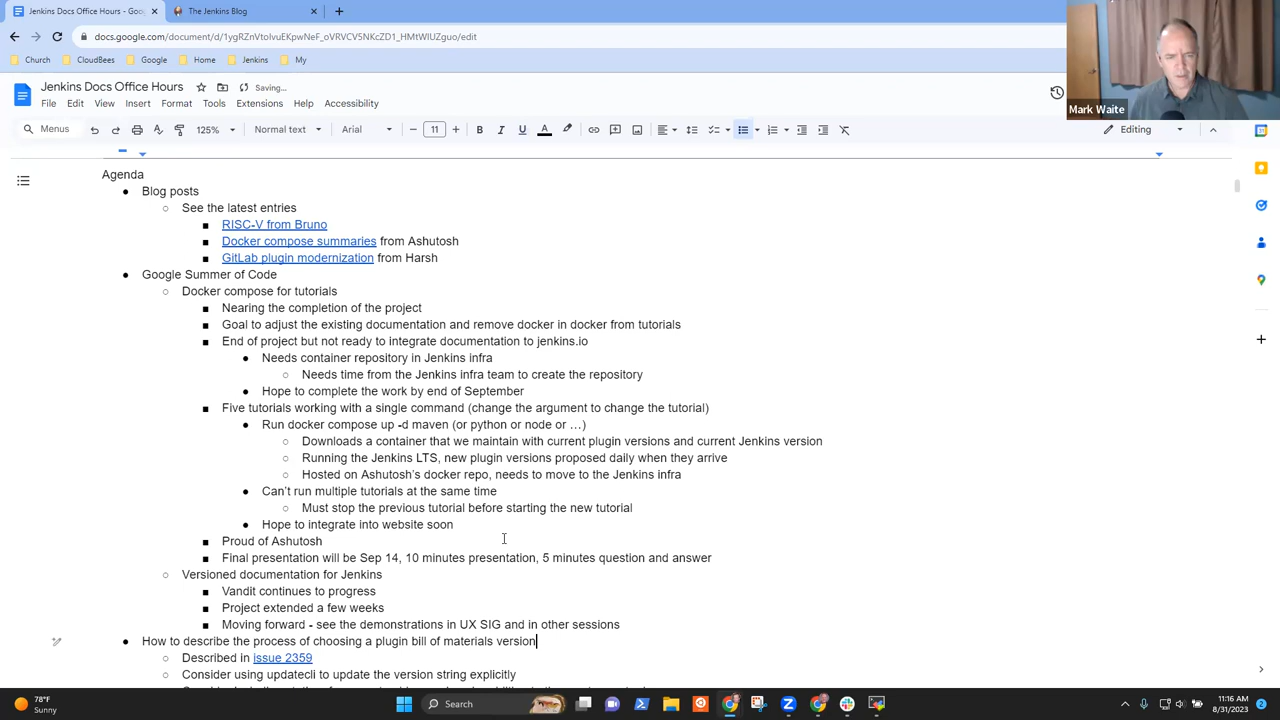 Jenkins Docs Office Hours - Goo
The Jenkins Blog
docs.google.com/document/d/1ygRZnVtoIvuEKpwNeF_oVRVCV5NKcZD1_HMtWIUZguo/edit
Church
CloudBees
Google
Home
Jenkins
My
Jenkins Docs Office Hours
Saving…
File Edit View Insert Format Tools Extensions Help Accessibility
Mark Waite
Menus
125%
Normal text
Arial
11
B I U A
Editing
Agenda
● Blog posts
○ See the latest entries
■ RISC-V from Bruno
■ Docker compose summaries from Ashutosh
■ GitLab plugin modernization from Harsh
● Google Summer of Code
○ Docker compose for tutorials
■ Nearing the completion of the project
■ Goal to adjust the existing documentation and remove docker in docker from tutorials
■ End of project but not ready to integrate documentation to jenkins.io
● Needs container repository in Jenkins infra
○ Needs time from the Jenkins infra team to create the repository
● Hope to complete the work by end of September
■ Five tutorials working with a single command (change the argument to change the tutorial)
● Run docker compose up -d maven (or python or node or …)
○ Downloads a container that we maintain with current plugin versions and current Jenkins version
○ Running the Jenkins LTS, new plugin versions proposed daily when they arrive
○ Hosted on Ashutosh's docker repo, needs to move to the Jenkins infra
● Can't run multiple tutorials at the same time
○ Must stop the previous tutorial before starting the new tutorial
● Hope to integrate into website soon
■ Proud of Ashutosh
■ Final presentation will be Sep 14, 10 minutes presentation, 5 minutes question and answer
○ Versioned documentation for Jenkins
■ Vandit continues to progress
■ Project extended a few weeks
■ Moving forward - see the demonstrations in UX SIG and in other sessions
● How to describe the process of choosing a plugin bill of materials version
○ Described in issue 2359
○ Consider using updatecli to update the version string explicitly
78°F
Sunny
Search
11:16 AM
8/31/2023
2